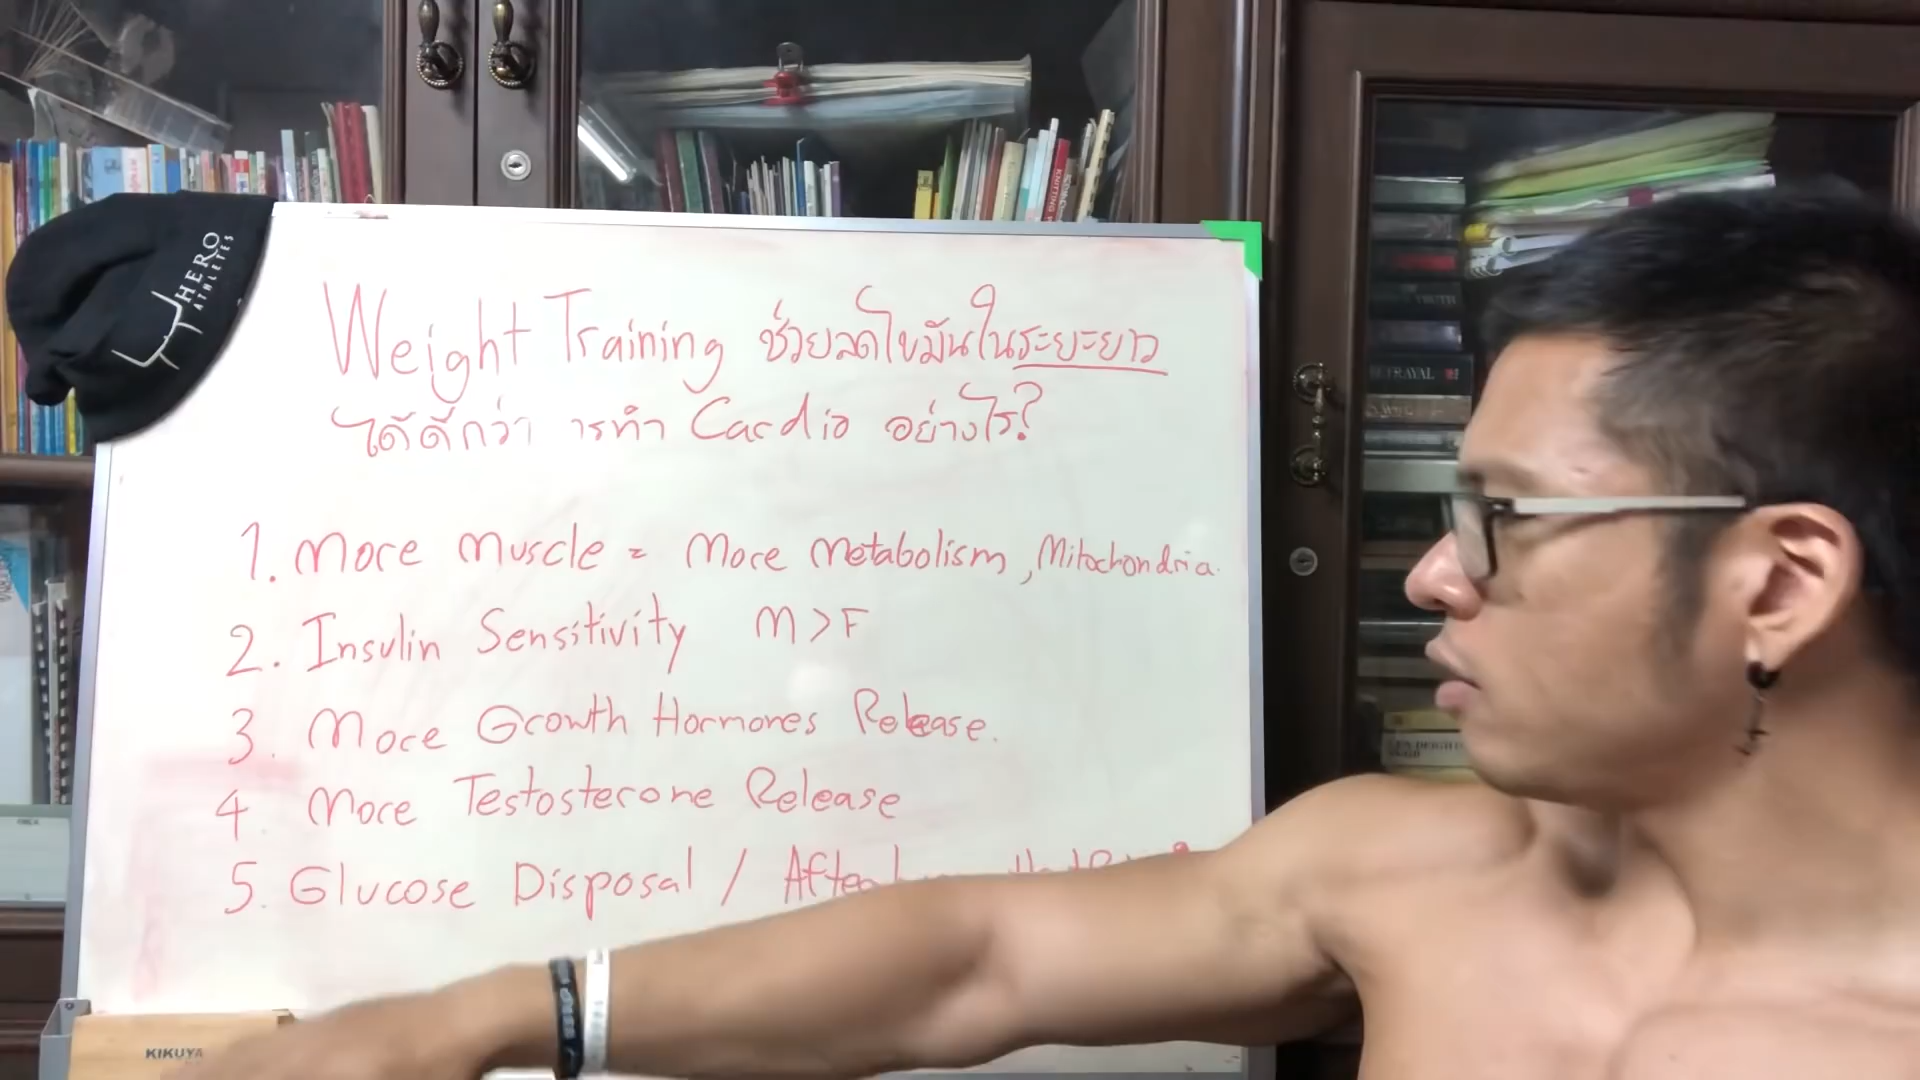 HERO
ATHLETES
Weight Training ช่วยลดไขมันในระยะยาว
ได้ดีกว่า การทำ Cardio อย่างไร?
1. More Muscle = More Metabolism, Mitochondria.
2. Insulin Sensitivity M>F
3. More Growth Hormones Release.
4. More Testosterone Release
5. Glucose Disposal /
KNITTING
BETRAYAL
KIKUYA